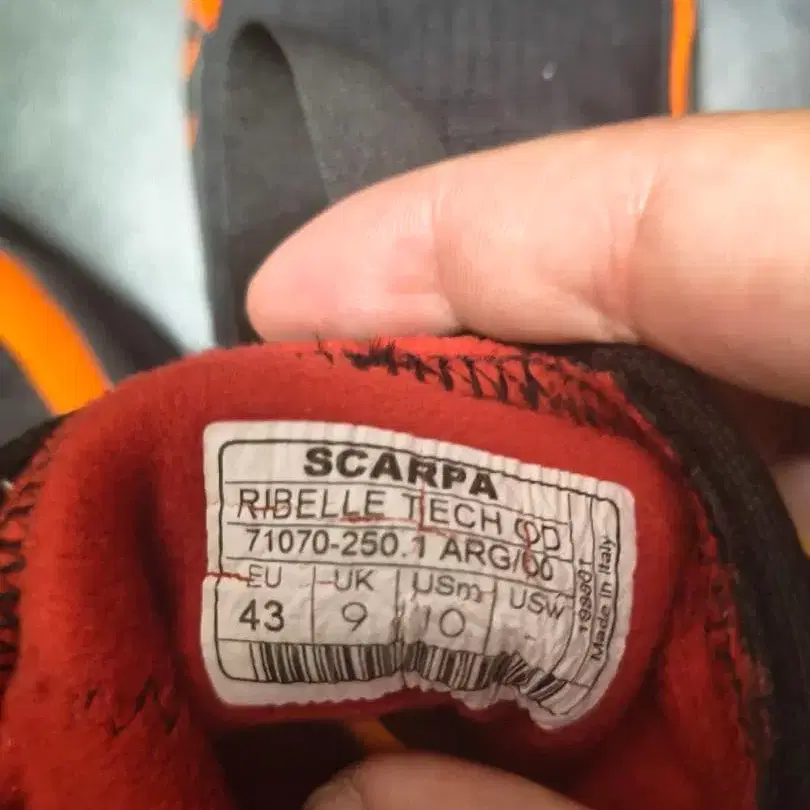 SCARPA
RIBELLE TECH OD
71070-250.1 ARG/00
EU UK USm USW
43 9 10
Made in Italy